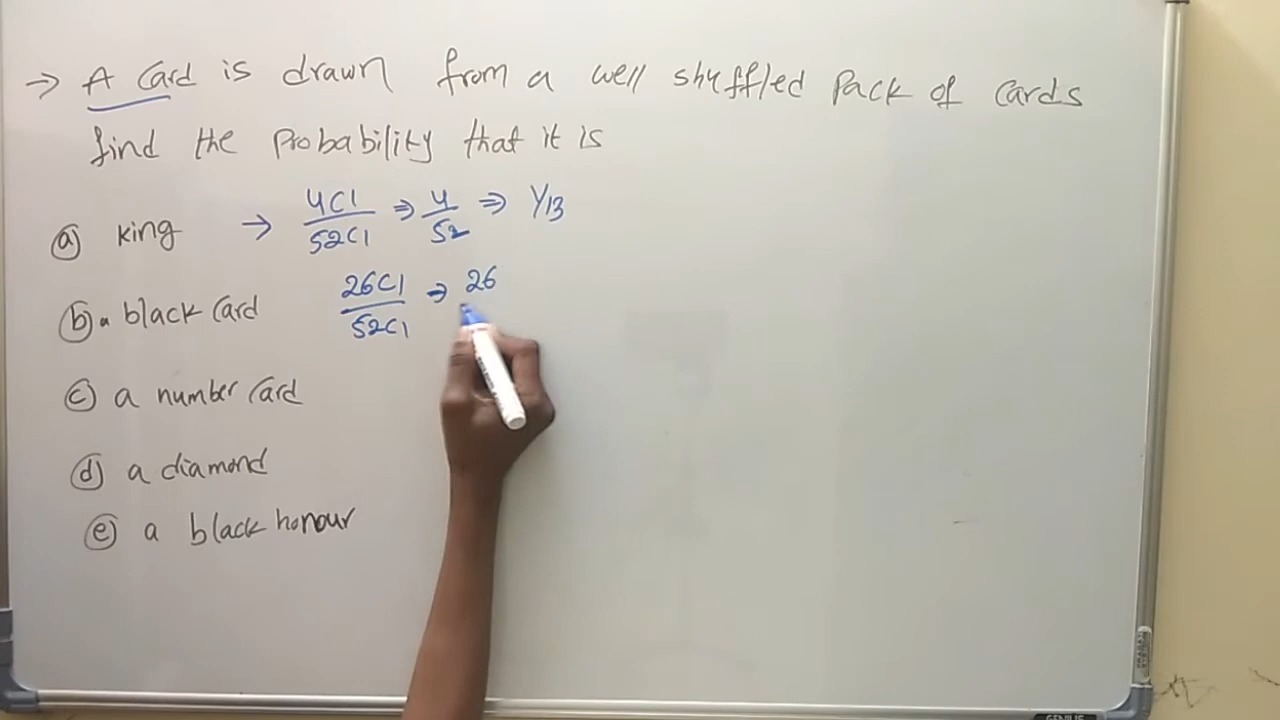 → A Card is drawn from a well shuffled Pack of Cards
find the Probability that it is
ⓐ king → 4C1/52C1 ⇒ 4/52 ⇒ 1/13
ⓑ a black Card 26C1/52C1 ⇒ 26
ⓒ a number Card
ⓓ a diamond
ⓔ a black honour